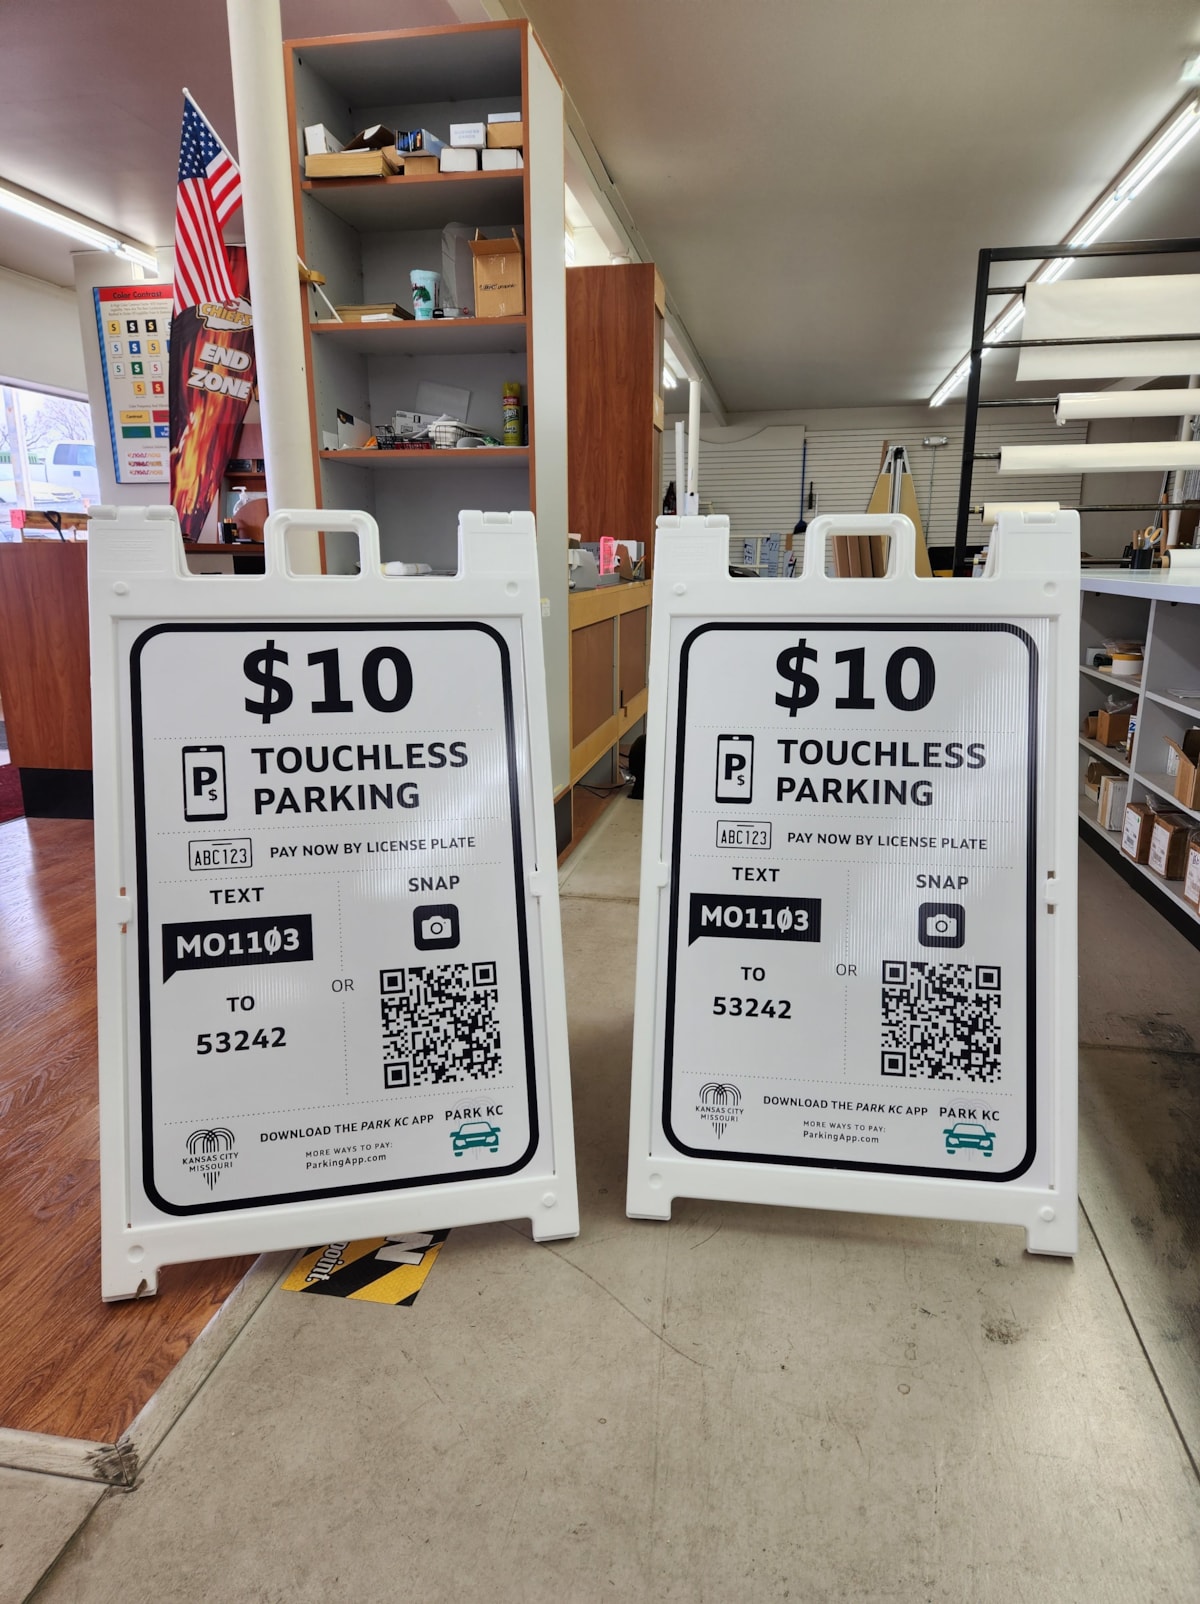 Color Contrast
CHIEFS
END
ZONE
$10
P$
TOUCHLESS
PARKING
ABC123
PAY NOW BY LICENSE PLATE
TEXT
MO11Ø3
TO
53242
OR
SNAP
KANSAS CITY
MISSOURI
DOWNLOAD THE PARK KC APP
MORE WAYS TO PAY:
ParkingApp.com
PARK KC
$10
P$
TOUCHLESS
PARKING
ABC123
PAY NOW BY LICENSE PLATE
TEXT
MO11Ø3
TO
53242
OR
SNAP
KANSAS CITY
MISSOURI
DOWNLOAD THE PARK KC APP
MORE WAYS TO PAY:
ParkingApp.com
PARK KC
point